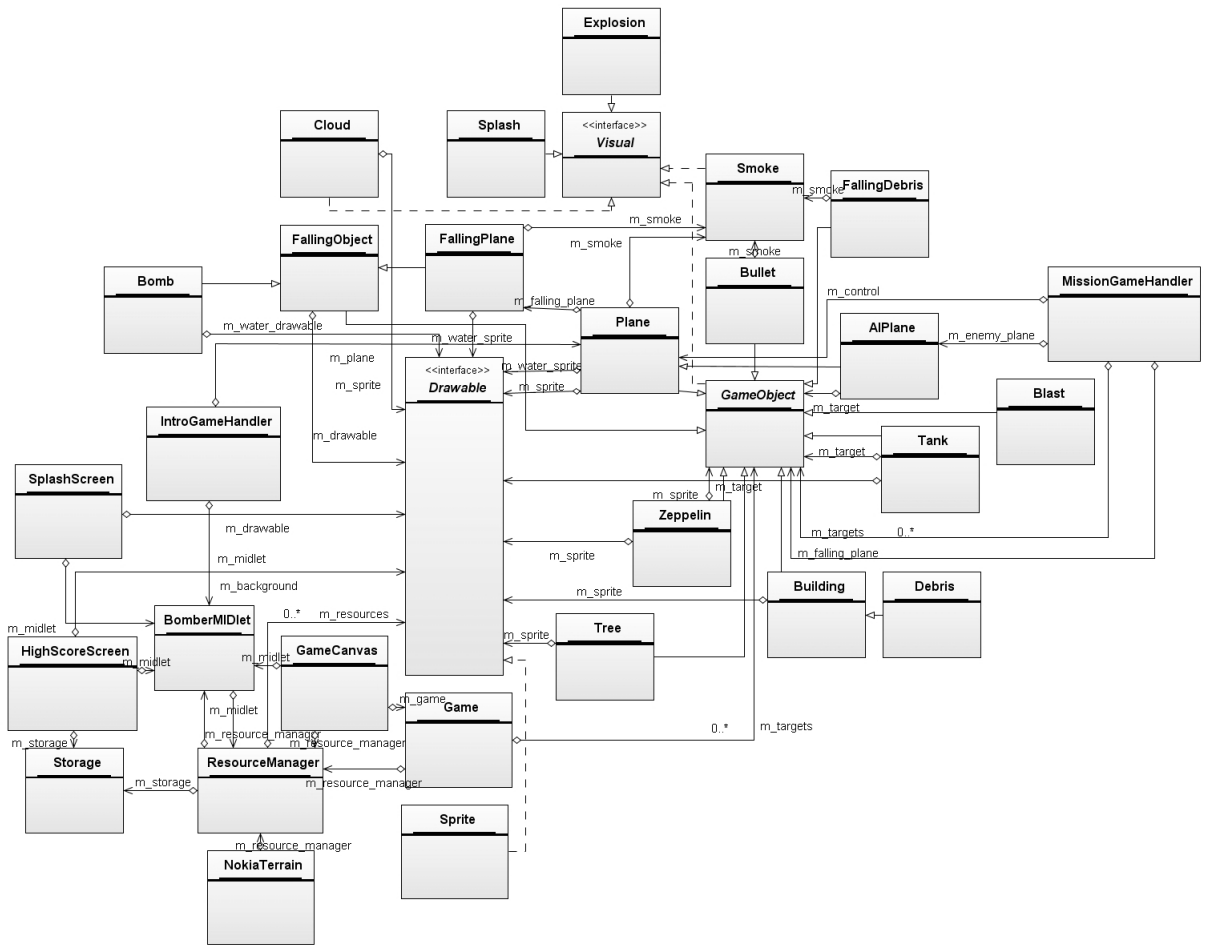 Explosion
Cloud
Splash
<<interface>>
Visual
Smoke
FallingDebris
m_smoke
m_smoke
m_smoke
m_smoke
FallingObject
FallingPlane
Bullet
Bomb
MissionGameHandler
m_control
m_falling_plane
Plane
AIPlane
m_enemy_plane
m_water_drawable
m_water_sprite
m_plane
m_water_sprite
<<interface>>
Drawable
m_sprite
m_sprite
GameObject
Blast
m_target
IntroGameHandler
m_drawable
Tank
m_target
SplashScreen
m_sprite
m_target
Zeppelin
m_drawable
m_targets
0..*
m_midlet
m_sprite
m_falling_plane
m_background
m_sprite
Building
Debris
BomberMIDlet
0..*
m_resources
m_midlet
m_sprite
Tree
HighScoreScreen
m_midlet
m_midlet
GameCanvas
m_game
m_midlet
Game
0..*
m_targets
m_resource_manager
m_resource_manager
m_storage
Storage
ResourceManager
m_storage
m_resource_manager
Sprite
m_resource_manager
NokiaTerrain